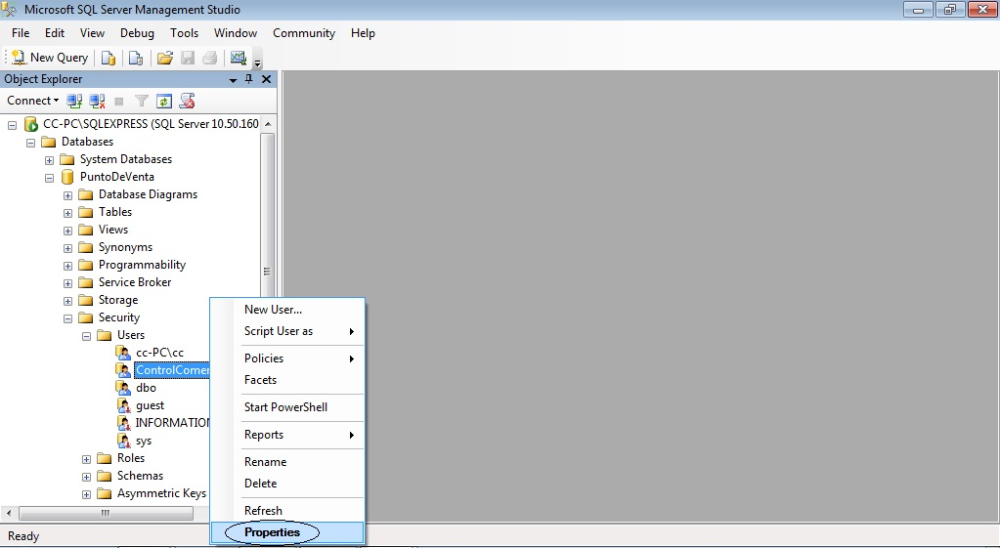 Microsoft SQL Server Management Studio
File Edit View Debug Tools Window Community Help
New Query
Object Explorer
Connect
CC-PC\SQLEXPRESS (SQL Server 10.50.160
Databases
System Databases
PuntoDeVenta
Database Diagrams
Tables
Views
Synonyms
Programmability
Service Broker
Storage
Security
Users
cc-PC\cc
ControlComer
dbo
guest
INFORMATION
sys
Roles
Schemas
Asymmetric Keys
New User...
Script User as
Policies
Facets
Start PowerShell
Reports
Rename
Delete
Refresh
Properties
Ready